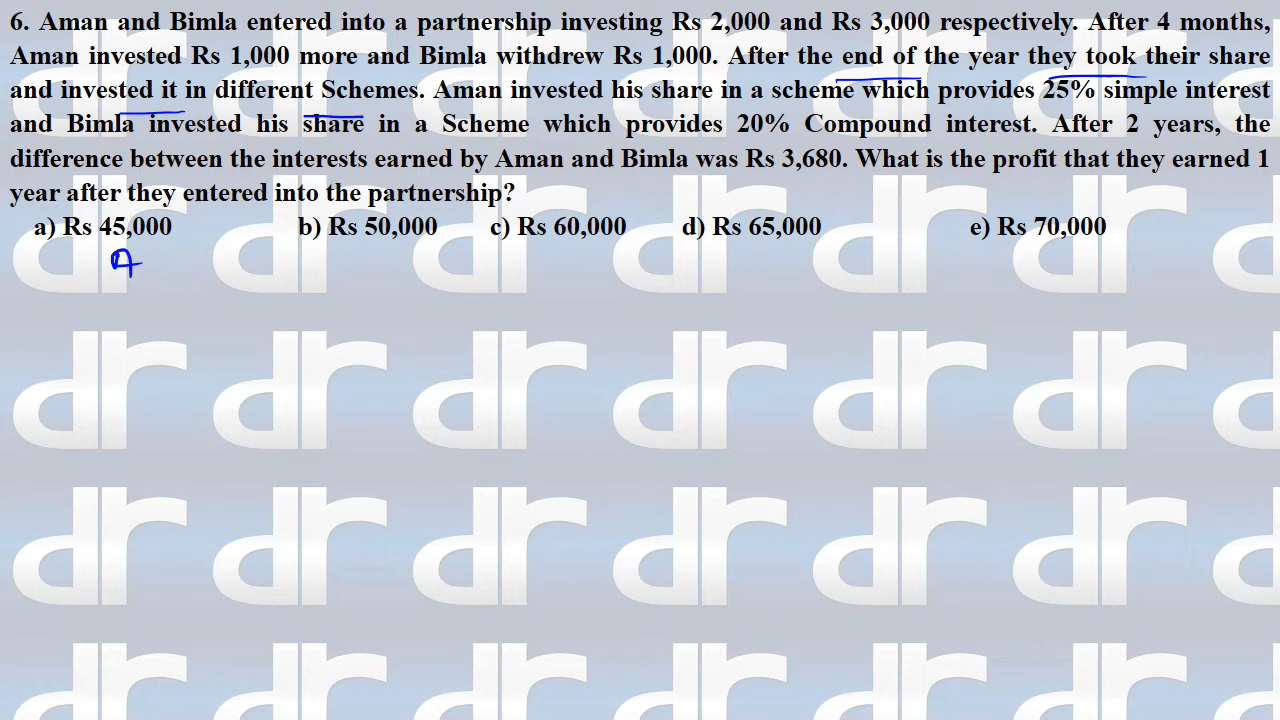 6. Aman and Bimla entered into a partnership investing Rs 2,000 and Rs 3,000 respectively. After 4 months,
Aman invested Rs 1,000 more and Bimla withdrew Rs 1,000. After the end of the year they took their share
and invested it in different Schemes. Aman invested his share in a scheme which provides 25% simple interest
and Bimla invested his share in a Scheme which provides 20% Compound interest. After 2 years, the
difference between the interests earned by Aman and Bimla was Rs 3,680. What is the profit that they earned 1
year after they entered into the partnership?
a) Rs 45,000 b) Rs 50,000 c) Rs 60,000 d) Rs 65,000 e) Rs 70,000
A